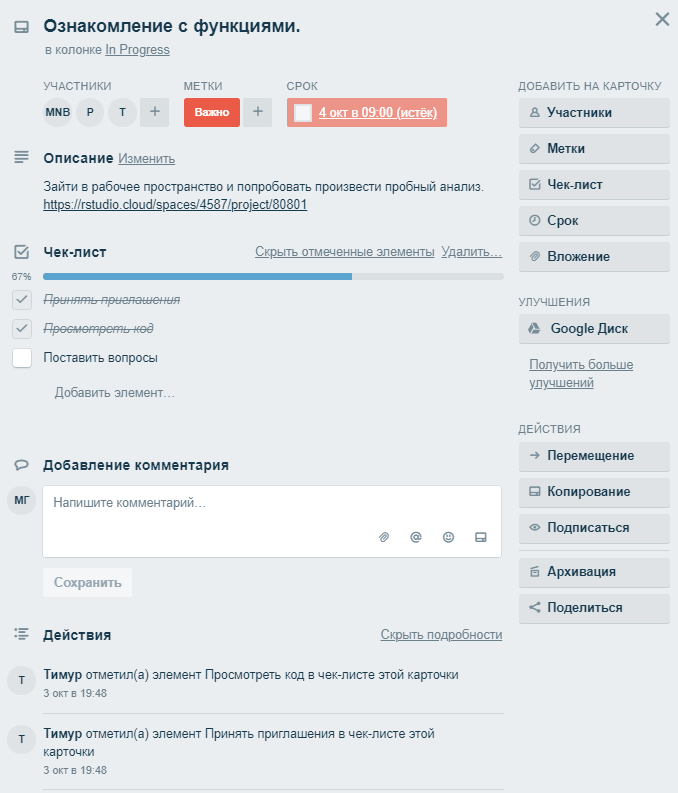 Ознакомление с функциями.
в колонке In Progress
УЧАСТНИКИ
MNB P T +
МЕТКИ
Важно +
СРОК
4 окт в 09:00 (истёк)
Описание Изменить
Зайти в рабочее пространство и попробовать произвести пробный анализ.
https://rstudio.cloud/spaces/4587/project/80801
Чек-лист Скрыть отмеченные элементы Удалить…
67%
Принять приглашения
Просмотреть код
Поставить вопросы
Добавить элемент…
Добавление комментария
МГ
Напишите комментарий…
Сохранить
Действия Скрыть подробности
Т Тимур отметил(а) элемент Просмотреть код в чек-листе этой карточки
3 окт в 19:48
Т Тимур отметил(а) элемент Принять приглашения в чек-листе этой
карточки
3 окт в 19:48
ДОБАВИТЬ НА КАРТОЧКУ
Участники
Метки
Чек-лист
Срок
Вложение
УЛУЧШЕНИЯ
Google Диск
Получить больше
улучшений
ДЕЙСТВИЯ
Перемещение
Копирование
Подписаться
Архивация
Поделиться